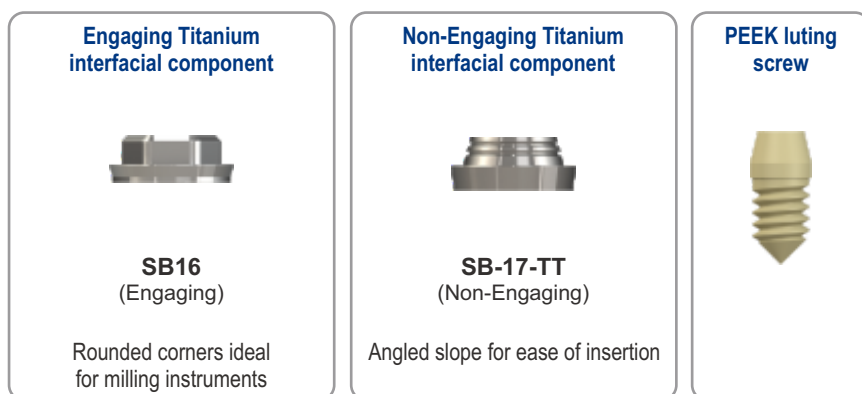 Engaging Titanium
interfacial component
SB16
(Engaging)
Rounded corners ideal
for milling instruments
Non-Engaging Titanium
interfacial component
SB-17-TT
(Non-Engaging)
Angled slope for ease of insertion
PEEK luting
screw